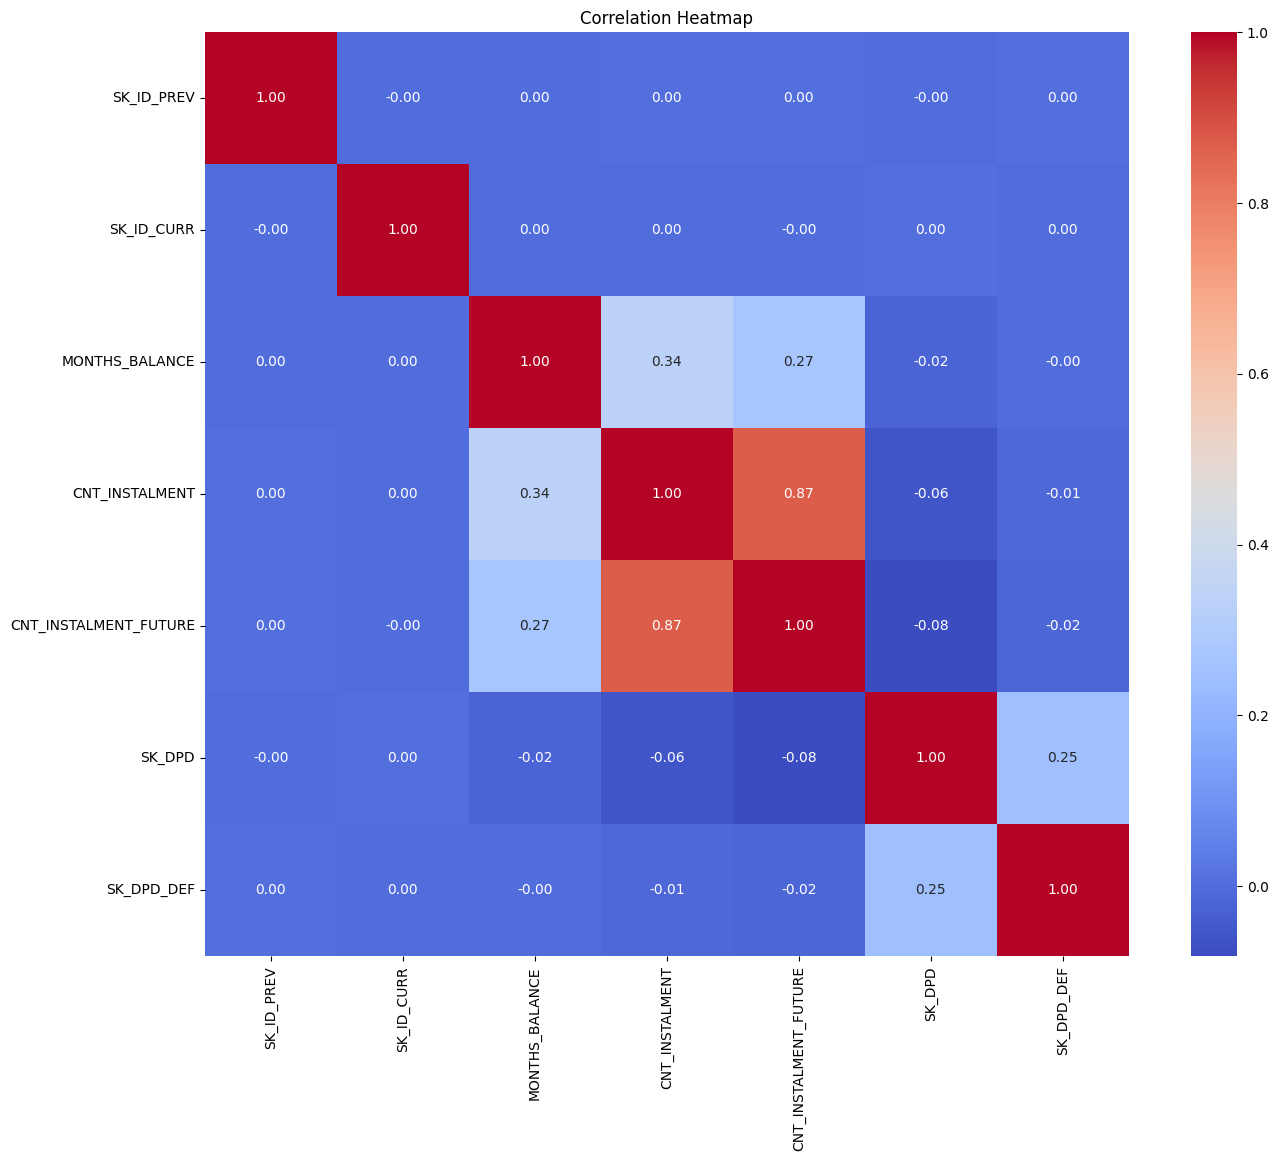 Correlation Heatmap
SK_ID_PREV 1.00 -0.00 0.00 0.00 0.00 -0.00 0.00
SK_ID_CURR -0.00 1.00 0.00 0.00 -0.00 0.00 0.00
MONTHS_BALANCE 0.00 0.00 1.00 0.34 0.27 -0.02 -0.00
CNT_INSTALMENT 0.00 0.00 0.34 1.00 0.87 -0.06 -0.01
CNT_INSTALMENT_FUTURE 0.00 -0.00 0.27 0.87 1.00 -0.08 -0.02
SK_DPD -0.00 0.00 -0.02 -0.06 -0.08 1.00 0.25
SK_DPD_DEF 0.00 0.00 -0.00 -0.01 -0.02 0.25 1.00
SK_ID_PREV
SK_ID_CURR
MONTHS_BALANCE
CNT_INSTALMENT
CNT_INSTALMENT_FUTURE
SK_DPD
SK_DPD_DEF
1.0
0.8
0.6
0.4
0.2
0.0